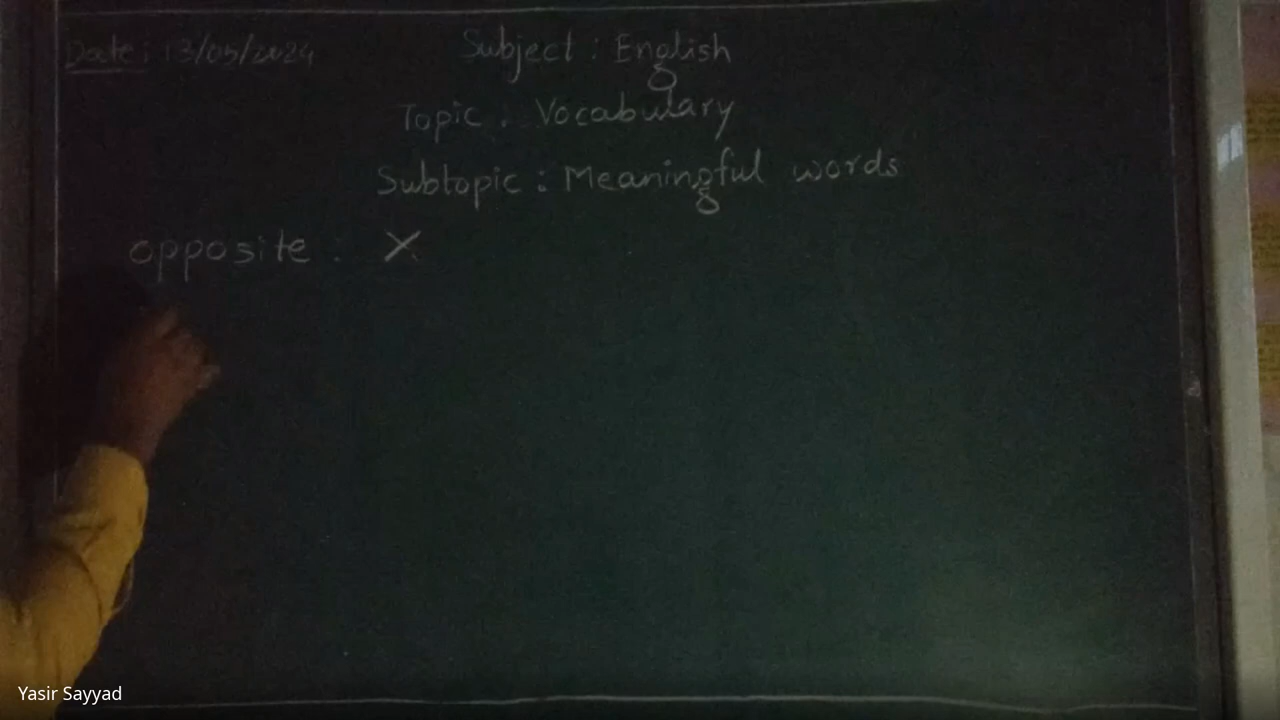 Date: 13/05/2024
Subject : English
Topic : Vocabulary
Subtopic : Meaningful words
opposite : X
Yasir Sayyad